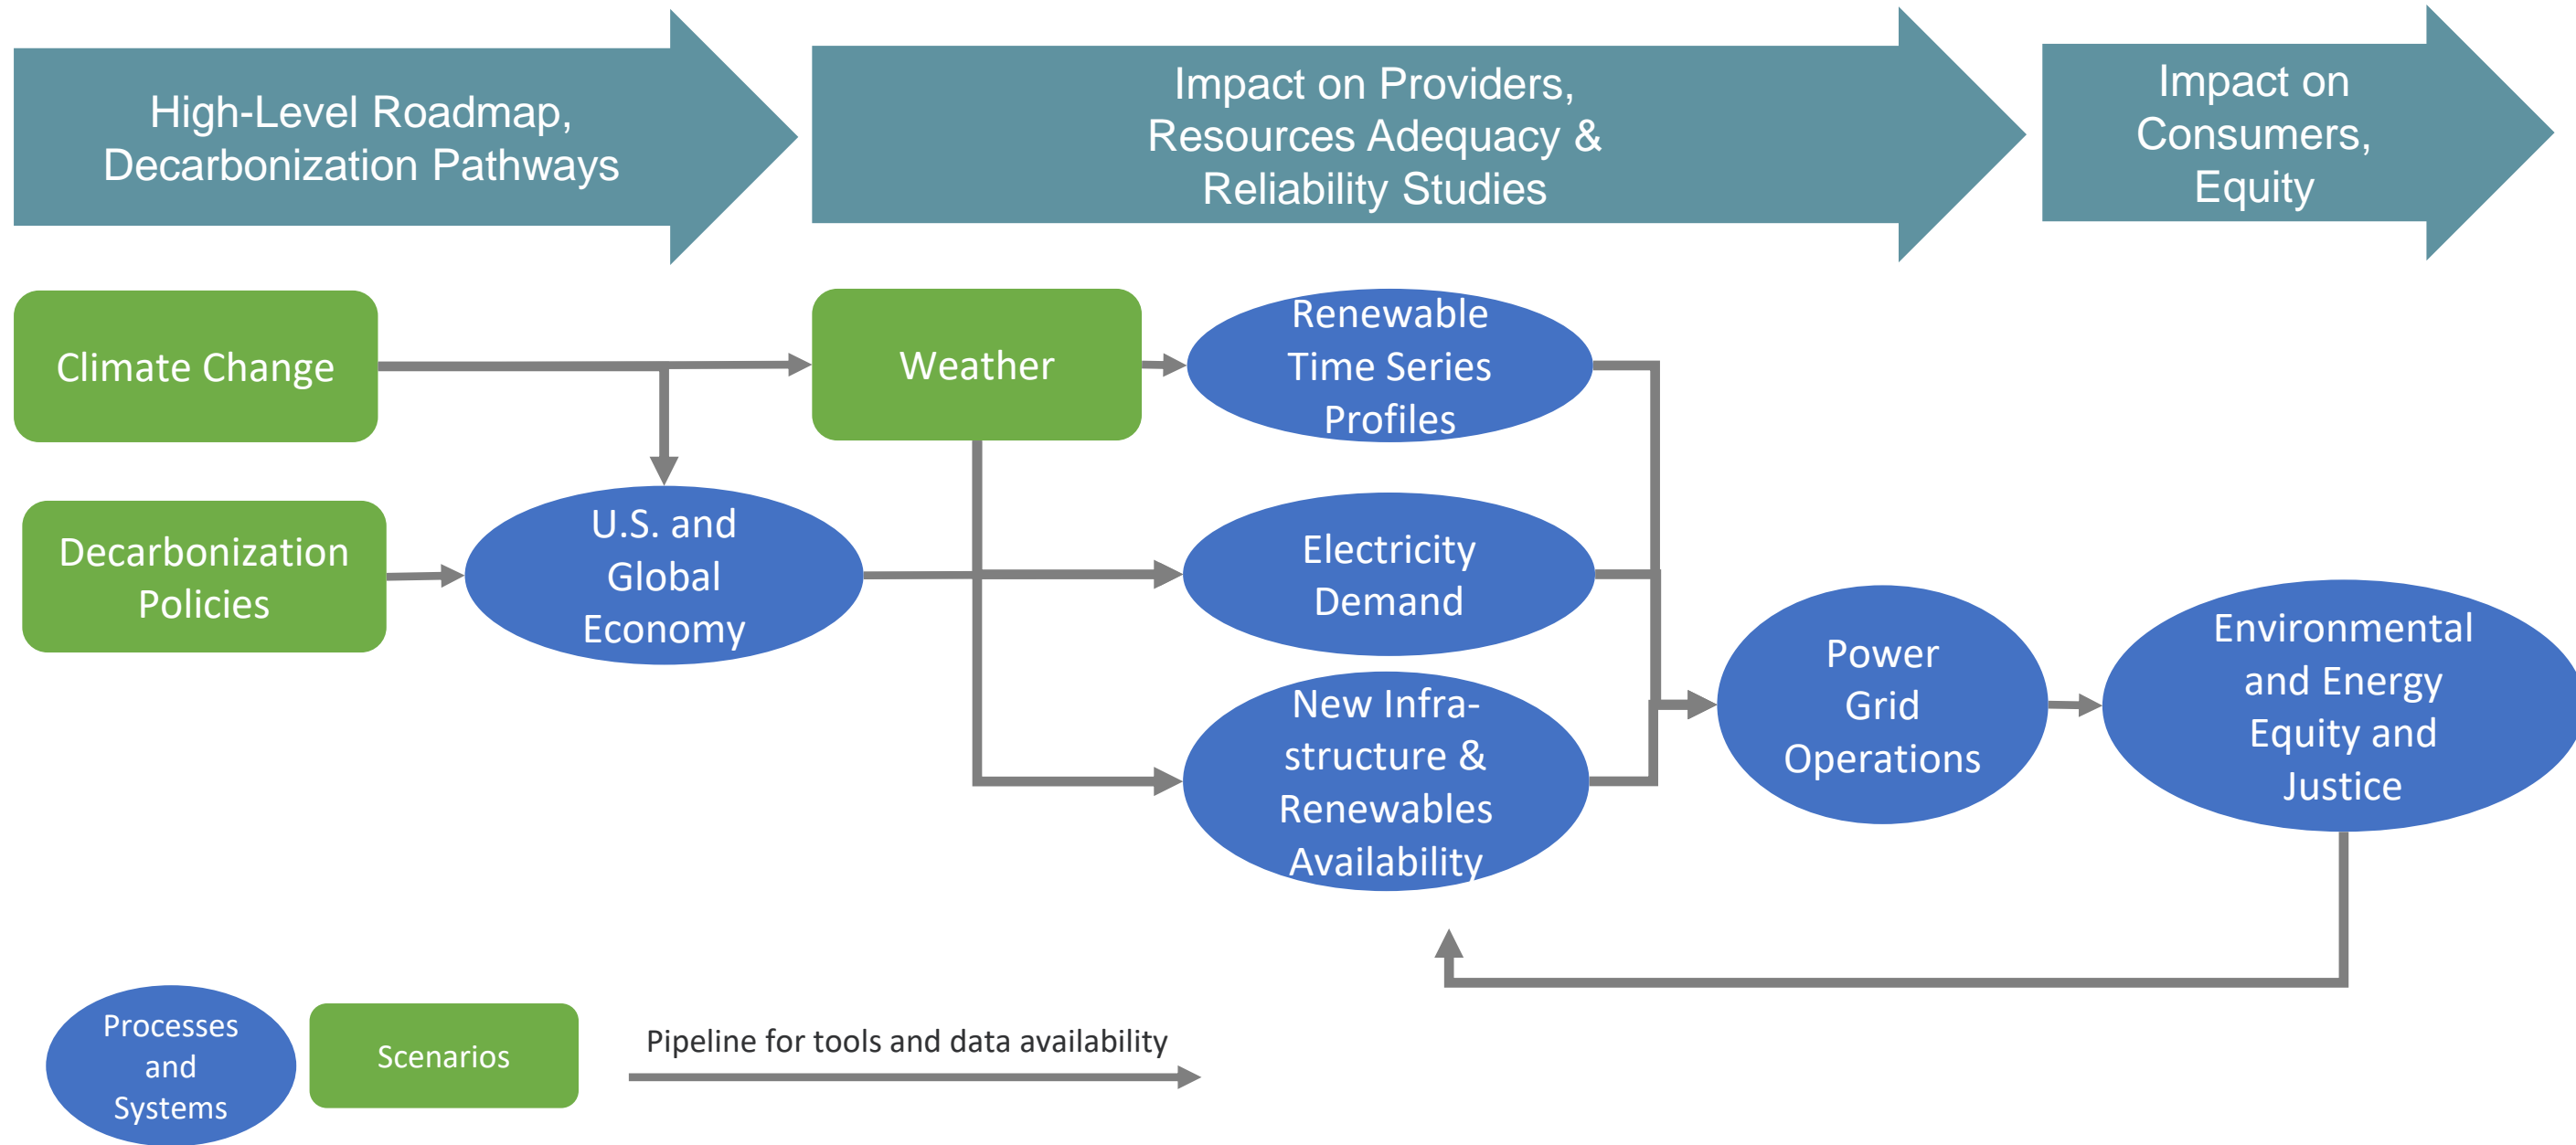 High-Level Roadmap,
Decarbonization Pathways
Impact on Providers,
Resources Adequacy &
Reliability Studies
Impact on
Consumers,
Equity
Climate Change
Weather
Renewable
Time Series
Profiles
Decarbonization
Policies
U.S. and
Global
Economy
Electricity
Demand
New Infra-
structure &
Renewables
Availability
Power
Grid
Operations
Environmental
and Energy
Equity and
Justice
Processes
and
Systems
Scenarios
Pipeline for tools and data availability